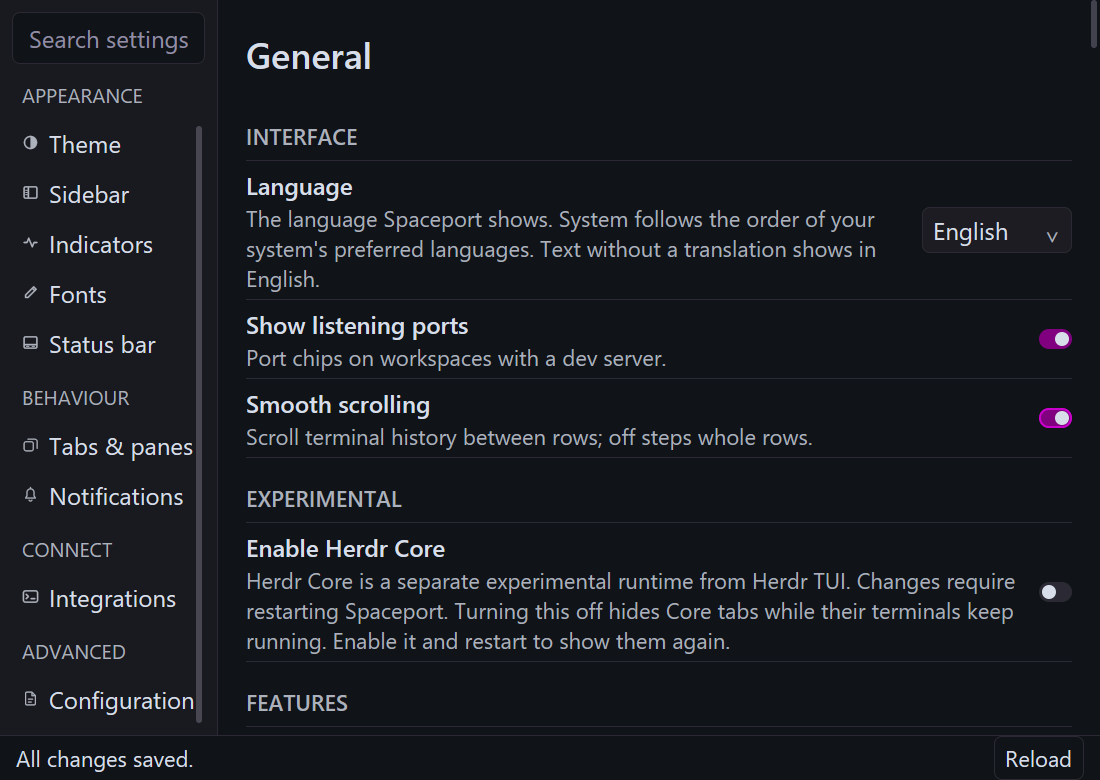 Search settings
APPEARANCE
Theme
Sidebar
Indicators
Fonts
Status bar
BEHAVIOUR
Tabs & panes
Notifications
CONNECT
Integrations
ADVANCED
Configuration
General
INTERFACE
Language
The language Spaceport shows. System follows the order of your
system's preferred languages. Text without a translation shows in
English.
English
Show listening ports
Port chips on workspaces with a dev server.
Smooth scrolling
Scroll terminal history between rows; off steps whole rows.
EXPERIMENTAL
Enable Herdr Core
Herdr Core is a separate experimental runtime from Herdr TUI. Changes require
restarting Spaceport. Turning this off hides Core tabs while their terminals keep
running. Enable it and restart to show them again.
FEATURES
All changes saved.
Reload